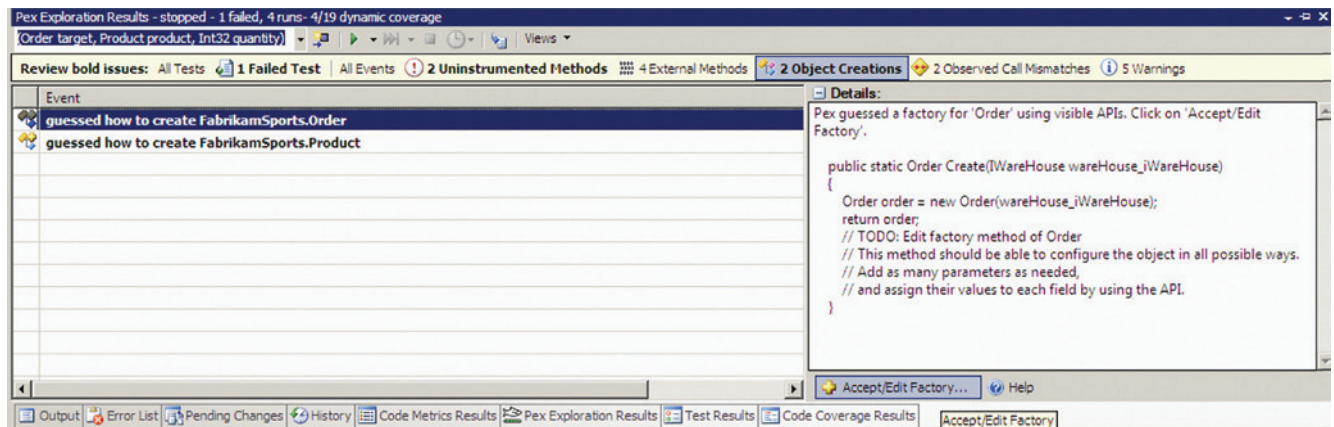 Pex Exploration Results - stopped - 1 failed, 4 runs- 4/19 dynamic coverage
(Order target, Product product, Int32 quantity)
Views
Review bold issues: All Tests 1 Failed Test | All Events 2 Uninstrumented Methods 4 External Methods 2 Object Creations 2 Observed Call Mismatches 5 Warnings
Event
guessed how to create FabrikamSports.Order
guessed how to create FabrikamSports.Product
Details:
Pex guessed a factory for 'Order' using visible APIs. Click on 'Accept/Edit
Factory'.
public static Order Create(IWareHouse wareHouse_iWareHouse)
{
Order order = new Order(wareHouse_iWareHouse);
return order;
// TODO: Edit factory method of Order
// This method should be able to configure the object in all possible ways.
// Add as many parameters as needed,
// and assign their values to each field by using the API.
}
Accept/Edit Factory... Help
Output Error List Pending Changes History Code Metrics Results Pex Exploration Results Test Results Code Coverage Results
Accept/Edit Factory